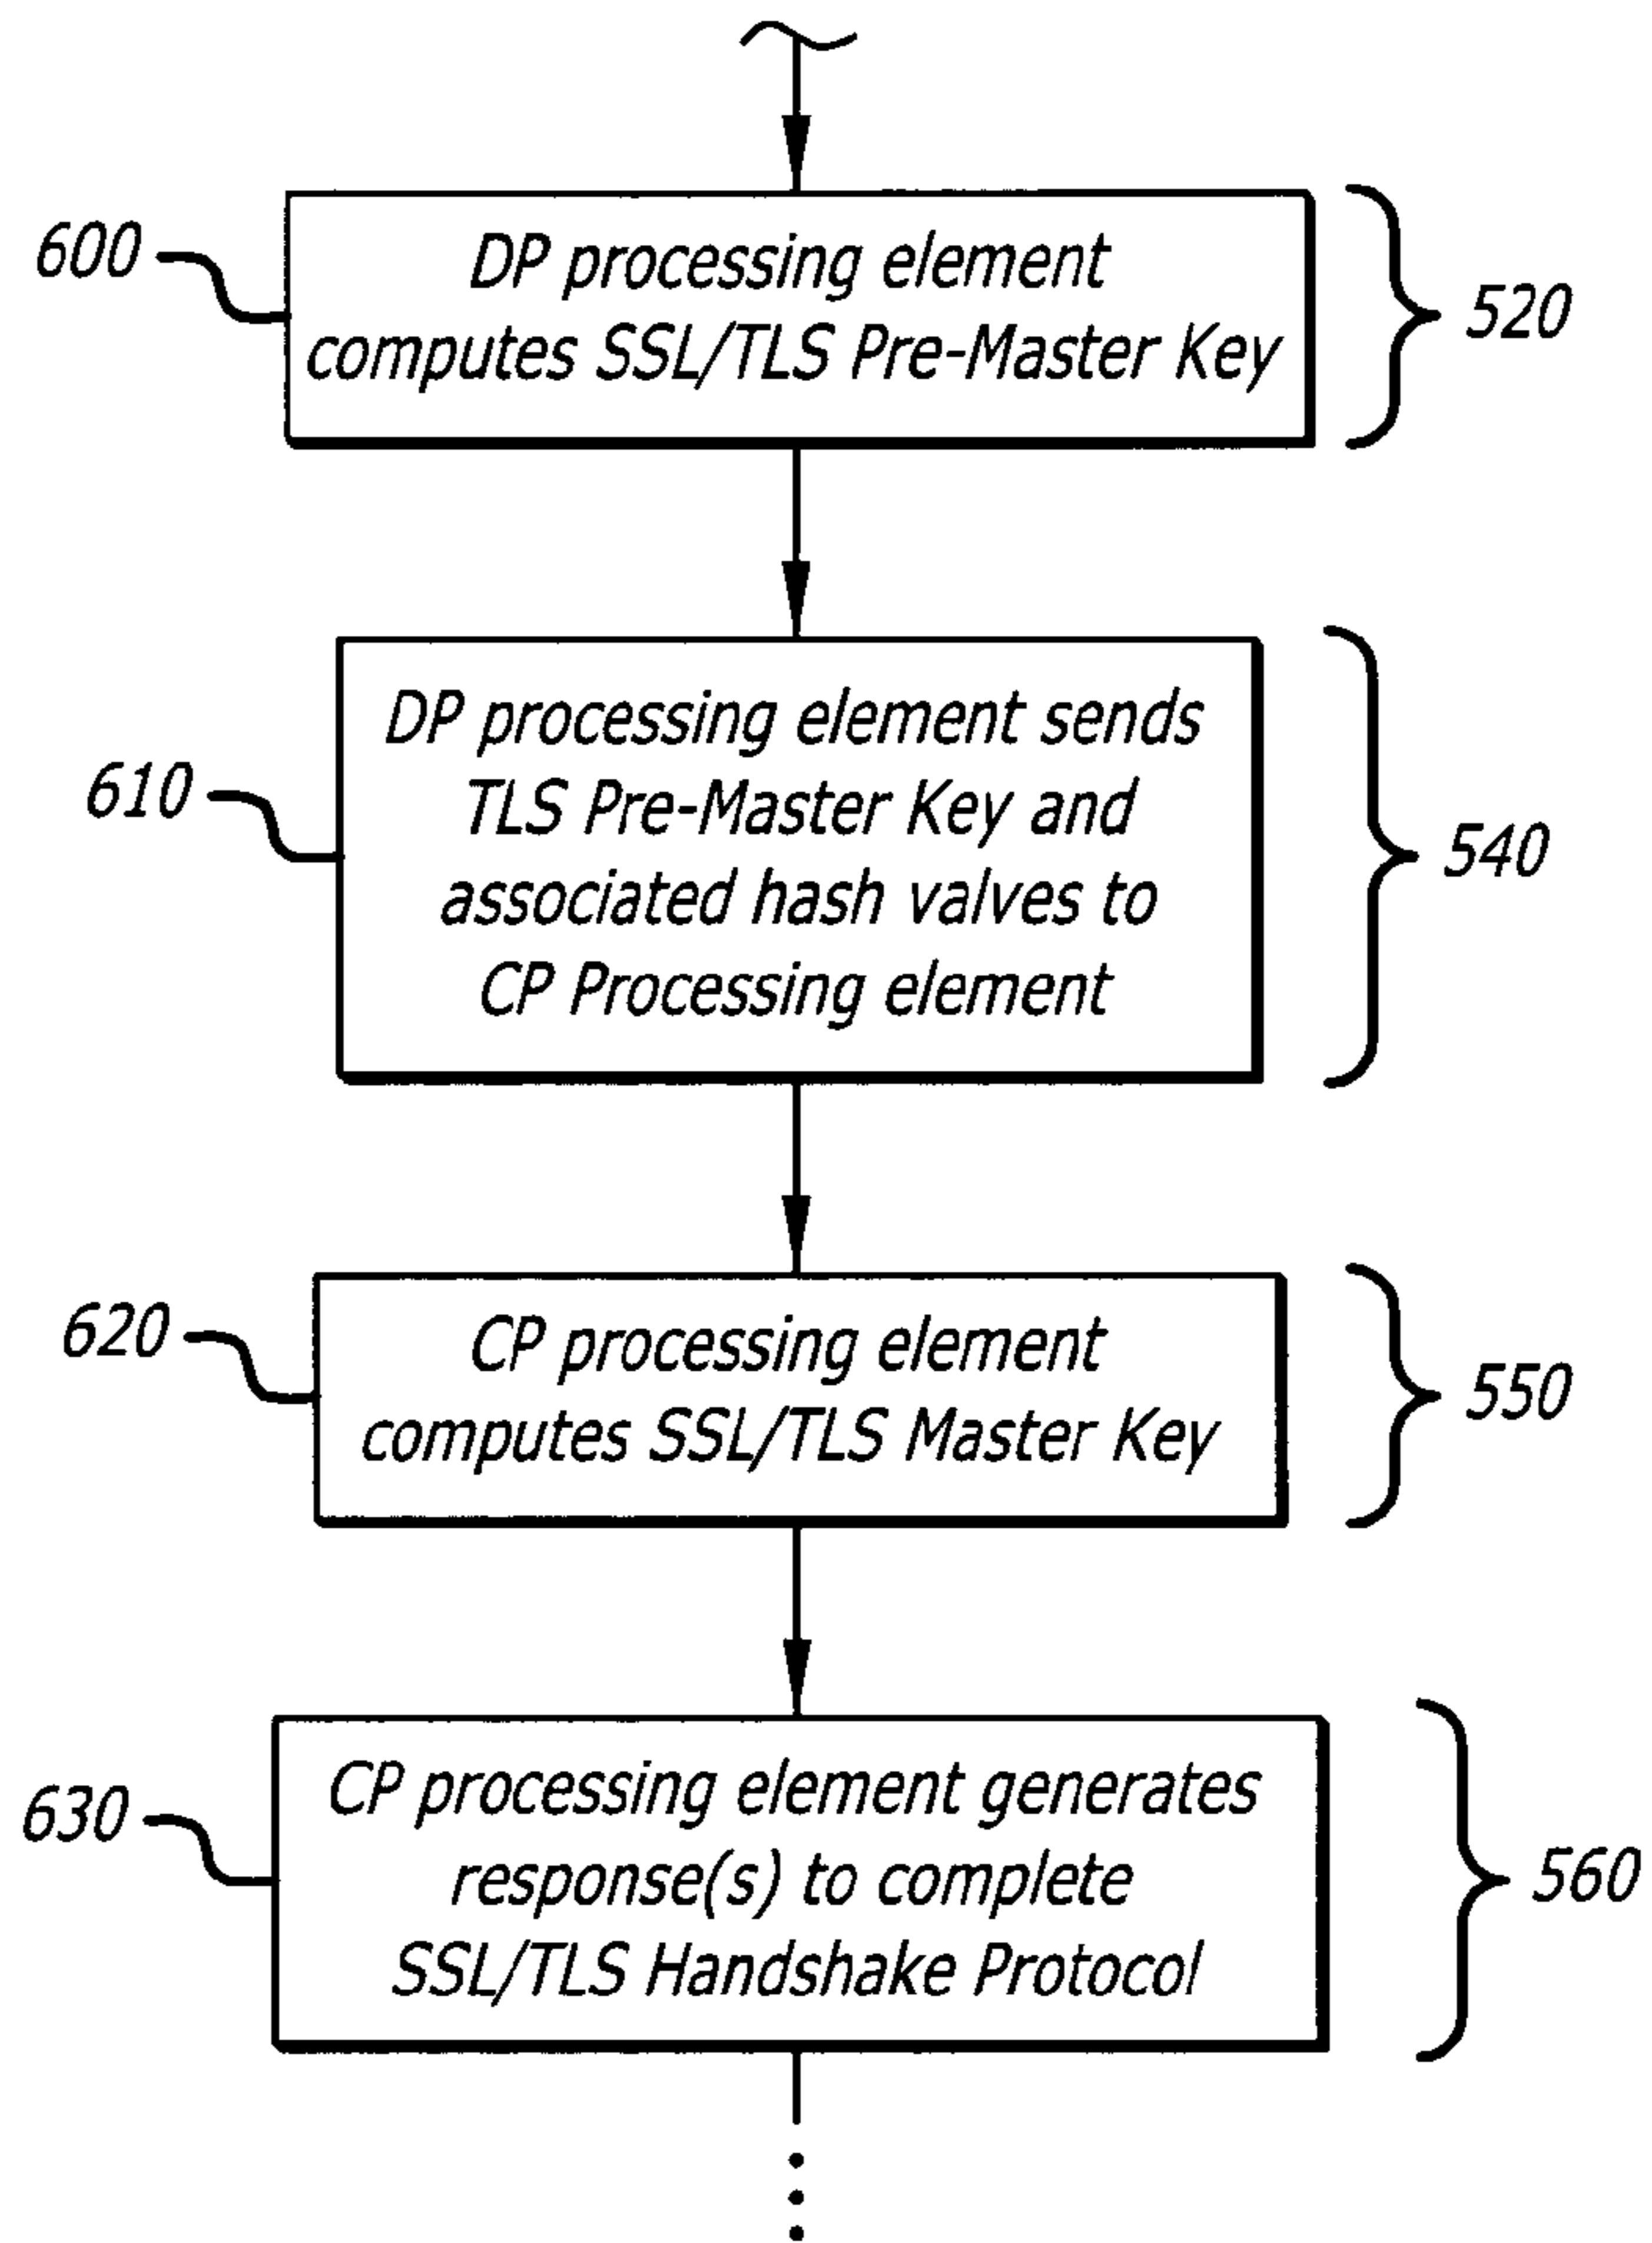 600
DP processing element
computes SSL/TLS Pre-Master Key
520
610
DP processing element sends
TLS Pre-Master Key and
associated hash valves to
CP Processing element
540
620
CP processing element
computes SSL/TLS Master Key
550
630
CP processing element generates
response(s) to complete
SSL/TLS Handshake Protocol
560